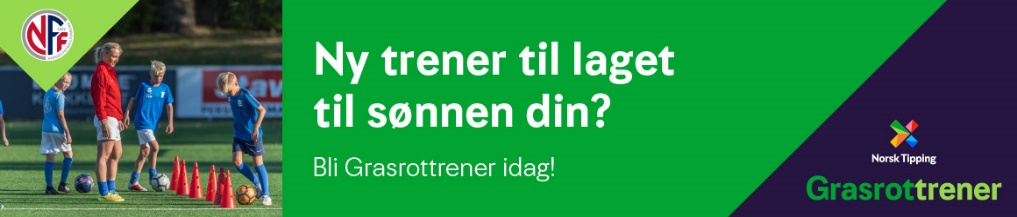 NFF
Ny trener til laget
til sønnen din?
Bli Grasrottrener idag!
Norsk Tipping
Grasrottrener